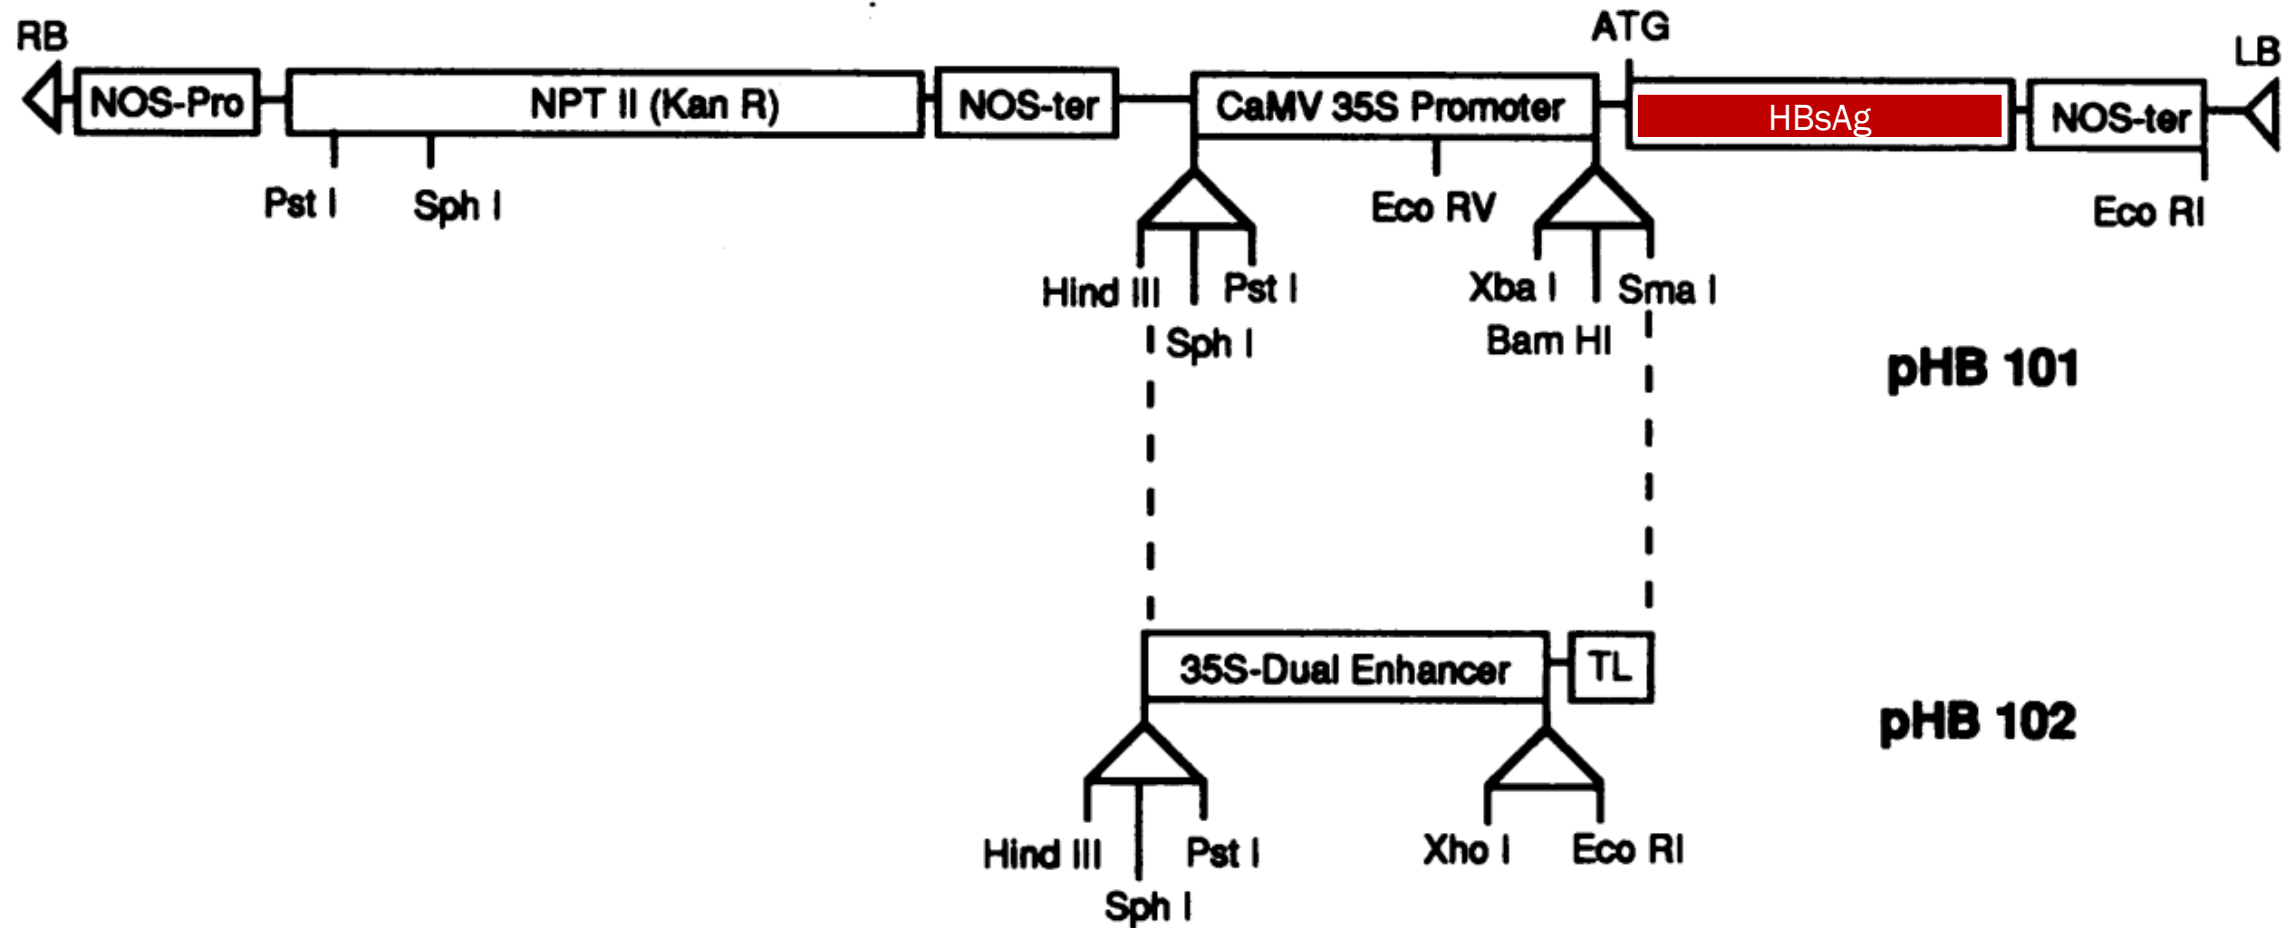 RB
ATG
LB
NOS-Pro
NPT II (Kan R)
NOS-ter
CaMV 35S Promoter
HBsAg
NOS-ter
Pst I
Sph I
Eco RV
Eco RI
Hind III
Pst I
Xba I
Sma I
Sph I
Bam HI
pHB 101
35S-Dual Enhancer
TL
pHB 102
Hind III
Pst I
Xho I
Eco RI
Sph I